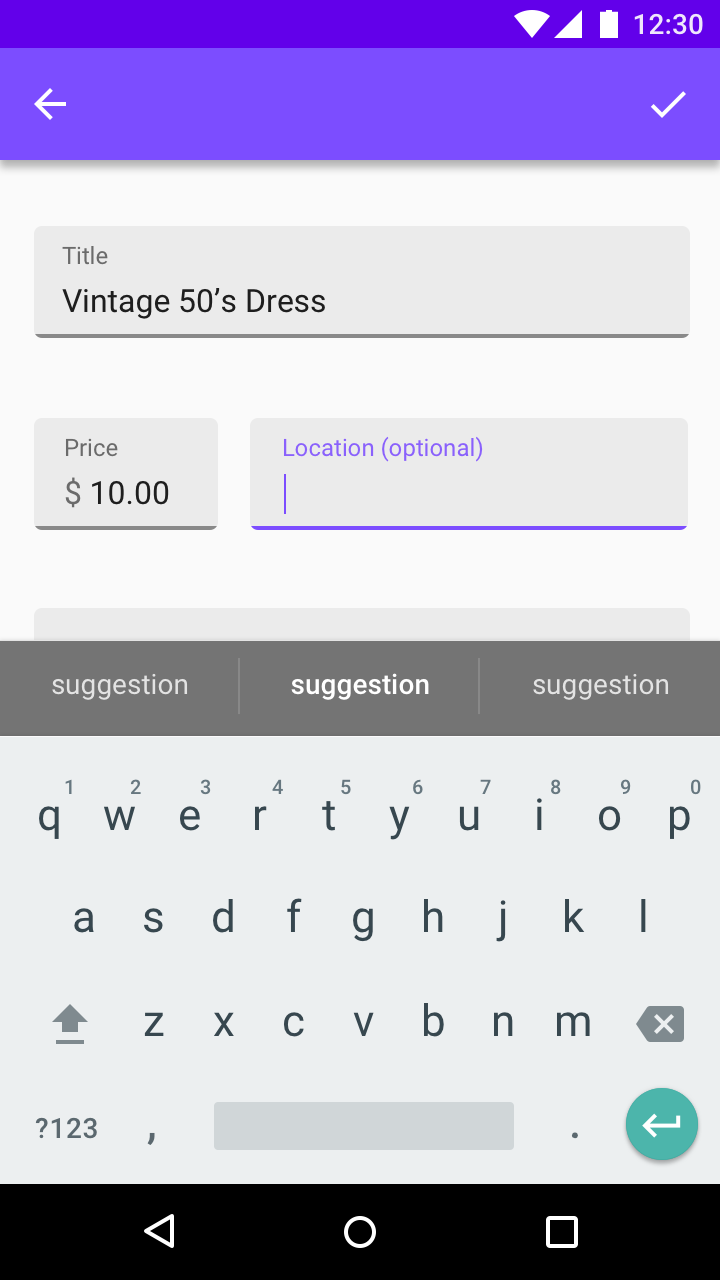 12:30
Title
Vintage 50’s Dress
Price
$ 10.00
Location (optional)
suggestion suggestion suggestion
1 2 3 4 5 6 7 8 9 0
q w e r t y u i o p
a s d f g h j k l
z x c v b n m
?123 , .